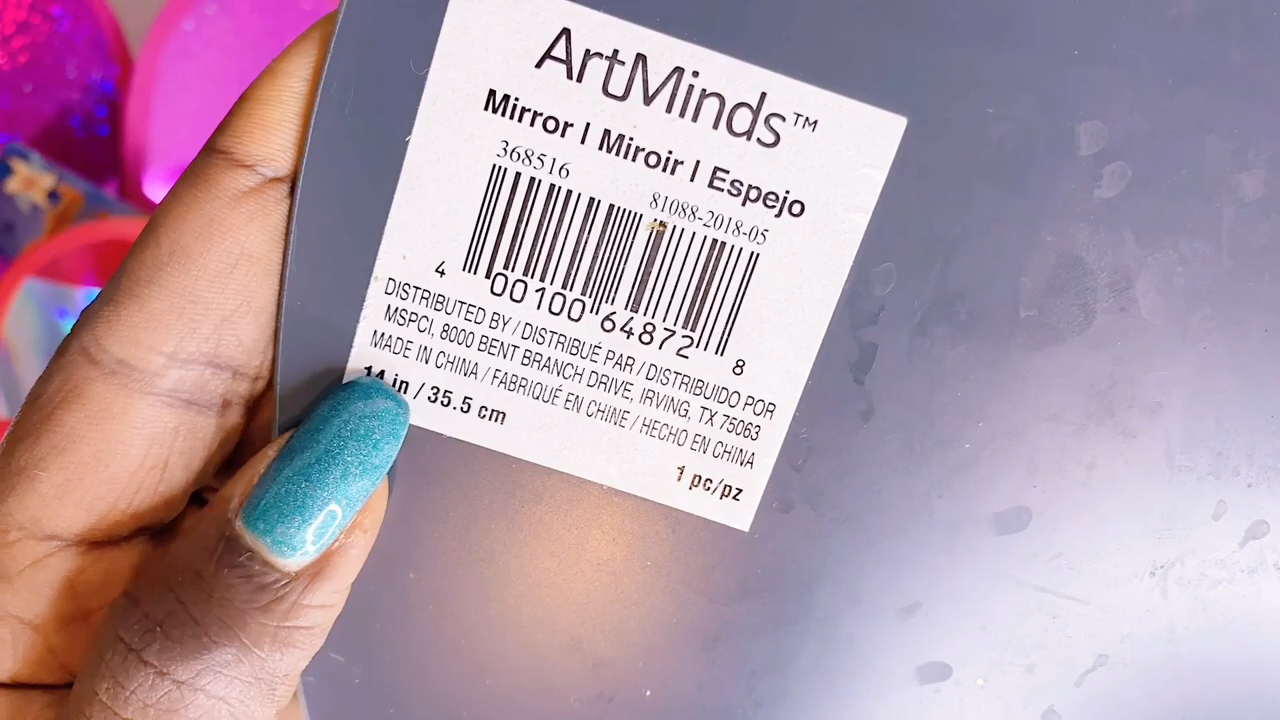 ArtMinds™
Mirror | Miroir | Espejo
368516
81088-2018-05
4 00100 64872 8
DISTRIBUTED BY / DISTRIBUÉ PAR / DISTRIBUIDO POR
MSPCI, 8000 BENT BRANCH DRIVE, IRVING, TX 75063
MADE IN CHINA / FABRIQUÉ EN CHINE / HECHO EN CHINA
14 in / 35.5 cm
1 pc/pz